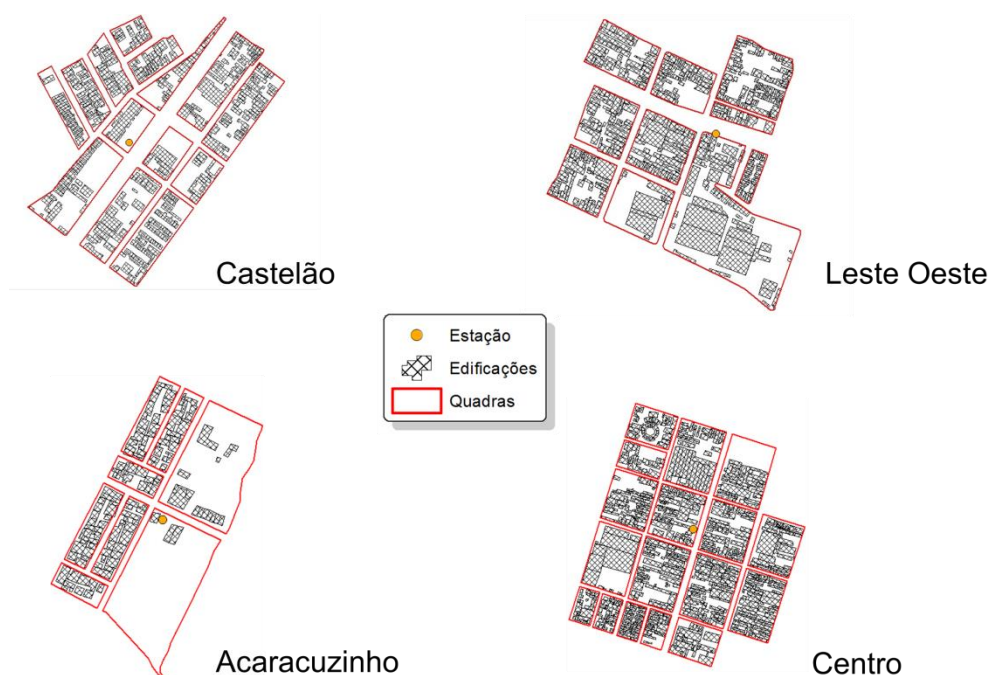 Castelão
Leste Oeste
Estação
Edificações
Quadras
Acaracuzinho
Centro